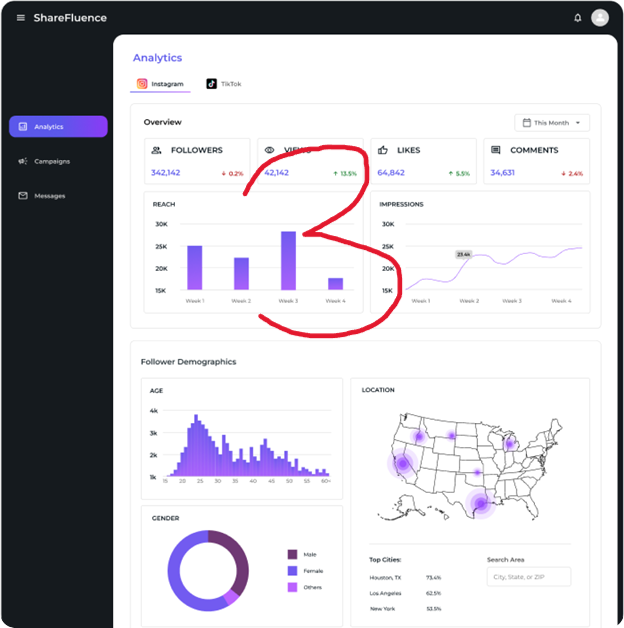 ShareFluence
Analytics
Campaigns
Messages
Analytics
Instagram
TikTok
Overview
This Month
FOLLOWERS
342,142
0.2%
42,142
13.5%
LIKES
64,842
5.5%
COMMENTS
34,631
2.4%
REACH
30K
25K
20K
15K
Week 1
Week 2
Week 3
Week 4
3
IMPRESSIONS
30K
25K
20K
15K
23.4k
Week 1
Week 2
Week 3
Week 4
Follower Demographics
AGE
4k
3k
2k
1k
15 20 25 30 35 40 45 50 55 60+
GENDER
Male
Female
Others
LOCATION
Top Cities:
Houston, TX 73.4%
Los Angeles 62.5%
New York 53.5%
Search Area
City, State, or ZIP